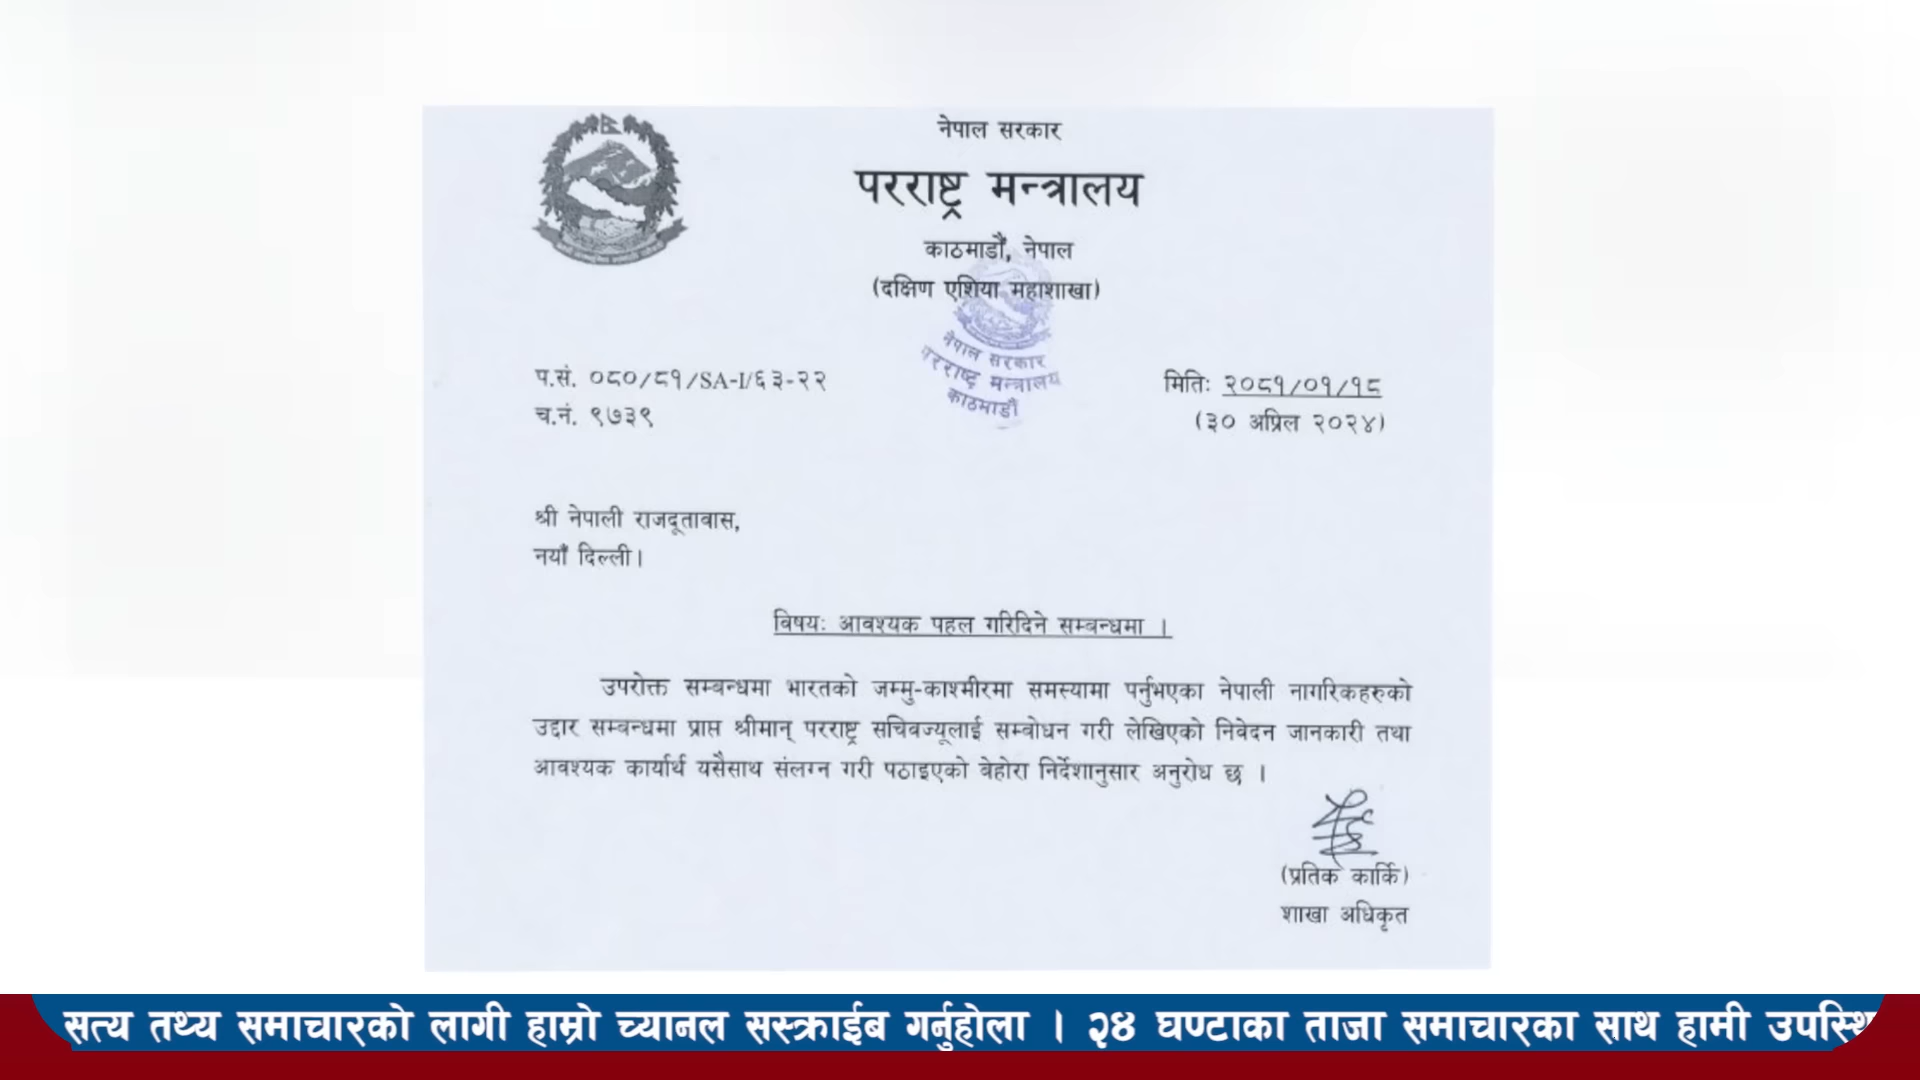 नेपाल सरकार
परराष्ट्र मन्त्रालय
काठमाडौं, नेपाल
(दक्षिण एशिया महाशाखा)
नेपाल सरकार
परराष्ट्र मन्त्रालय
काठमाडौं
प.सं. ०८०/८१/SA-I/६३-२२
मितिः २०८१/०१/१८
च.नं. ९७३९
(३० अप्रिल २०२४)
श्री नेपाली राजदूतावास,
नयाँ दिल्ली।
विषयः आवश्यक पहल गरिदिने सम्बन्धमा ।
उपरोक्त सम्बन्धमा भारतको जम्मु-काश्मीरमा समस्यामा पर्नुभएका नेपाली नागरिकहरुको
उद्दार सम्बन्धमा प्राप्त श्रीमान् परराष्ट्र सचिवज्यूलाई सम्बोधन गरी लेखिएको निवेदन जानकारी तथा
आवश्यक कार्यार्थ यसैसाथ संलग्न गरी पठाइएको बेहोरा निर्देशानुसार अनुरोध छ ।
(प्रतिक कार्कि)
शाखा अधिकृत
सत्य तथ्य समाचारको लागी हाम्रो च्यानल सस्क्राईब गर्नुहोला । २४ घण्टाका ताजा समाचारका साथ हामी उपस्थि